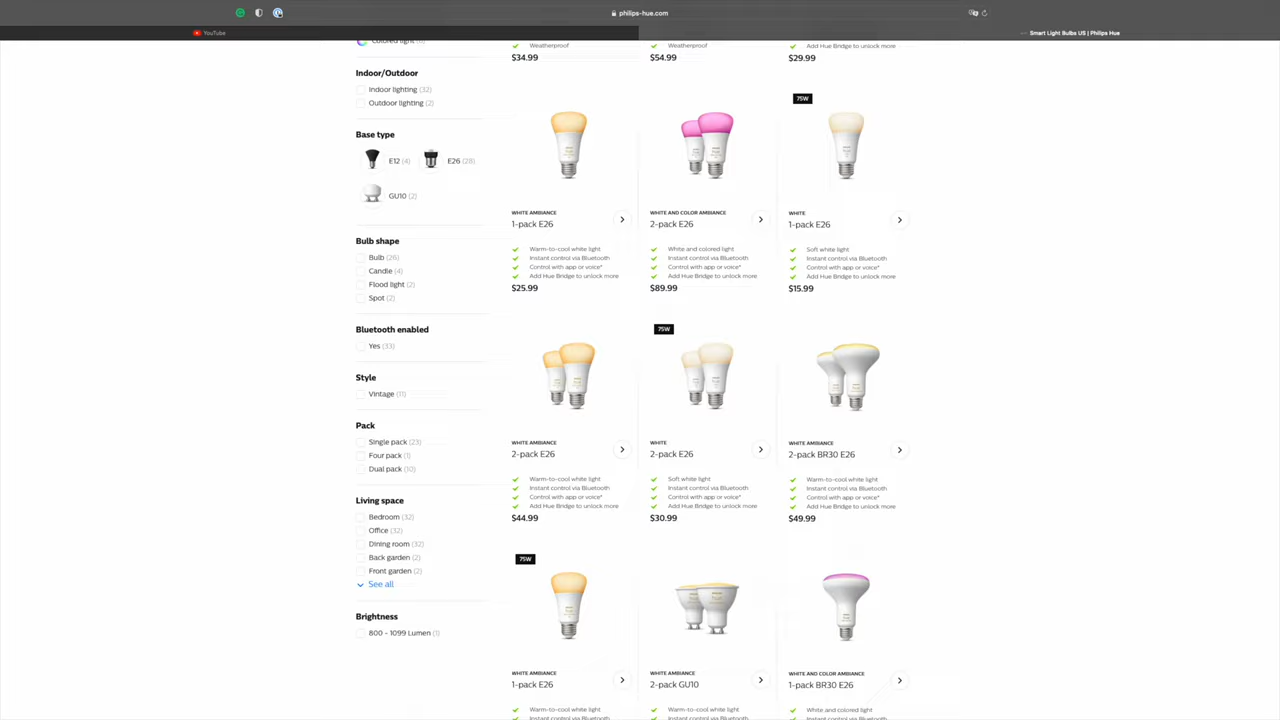 philips-hue.com
YouTube
Smart Light Bulbs US | Philips Hue
Colored light
Indoor/Outdoor
Indoor lighting (32)
Outdoor lighting (2)
Base type
E12 (4)
E26 (28)
GU10 (2)
Bulb shape
Bulb (26)
Candle (4)
Flood light (2)
Spot (2)
Bluetooth enabled
Yes (33)
Style
Vintage (11)
Pack
Single pack (23)
Four pack (1)
Dual pack (10)
Living space
Bedroom (32)
Office (32)
Dining room (32)
Back garden (2)
Front garden (2)
See all
Brightness
800 - 1099 Lumen (1)
Weatherproof
$34.99
Weatherproof
$54.99
Add Hue Bridge to unlock more
$29.99
WHITE AMBIANCE
1-pack E26
Warm-to-cool white light
Instant control via Bluetooth
Control with app or voice*
Add Hue Bridge to unlock more
$25.99
WHITE AND COLOR AMBIANCE
2-pack E26
White and colored light
Instant control via Bluetooth
Control with app or voice*
Add Hue Bridge to unlock more
$89.99
75W
WHITE
1-pack E26
Soft white light
Instant control via Bluetooth
Control with app or voice*
Add Hue Bridge to unlock more
$15.99
WHITE AMBIANCE
2-pack E26
Warm-to-cool white light
Instant control via Bluetooth
Control with app or voice*
Add Hue Bridge to unlock more
$44.99
75W
WHITE
2-pack E26
Soft white light
Instant control via Bluetooth
Control with app or voice*
Add Hue Bridge to unlock more
$30.99
WHITE AMBIANCE
2-pack BR30 E26
Warm-to-cool white light
Instant control via Bluetooth
Control with app or voice*
Add Hue Bridge to unlock more
$49.99
75W
WHITE AMBIANCE
1-pack E26
Warm-to-cool white light
Instant control via Bluetooth
WHITE AMBIANCE
2-pack GU10
Warm-to-cool white light
Instant control via Bluetooth
WHITE AND COLOR AMBIANCE
1-pack BR30 E26
White and colored light
Instant control via Bluetooth